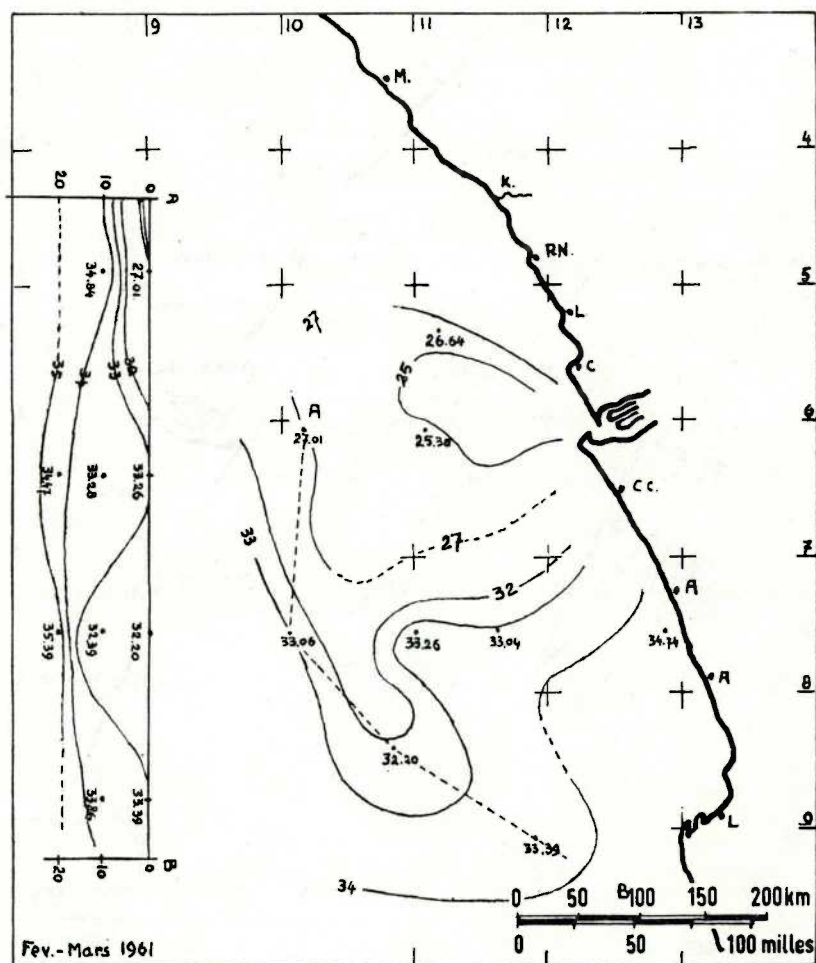 9 10 11 12 13
M.
4
K.
RN.
5
L
27
26.64
C
25
6
A
27.01
25.38
C C.
33
7
27
32
A
33.06
33.26
33.04
34.74
8
A
32.20
L
9
33.39
34
B
0 50 100 150 200 km
0 50 100 milles
Fev.- Mars 1961
20 10 0 A
34.84 27.01
35 34 33 30
34.47 33.28 33.26
35.39 32.39 32.20
33.86 33.39
20 10 0 B